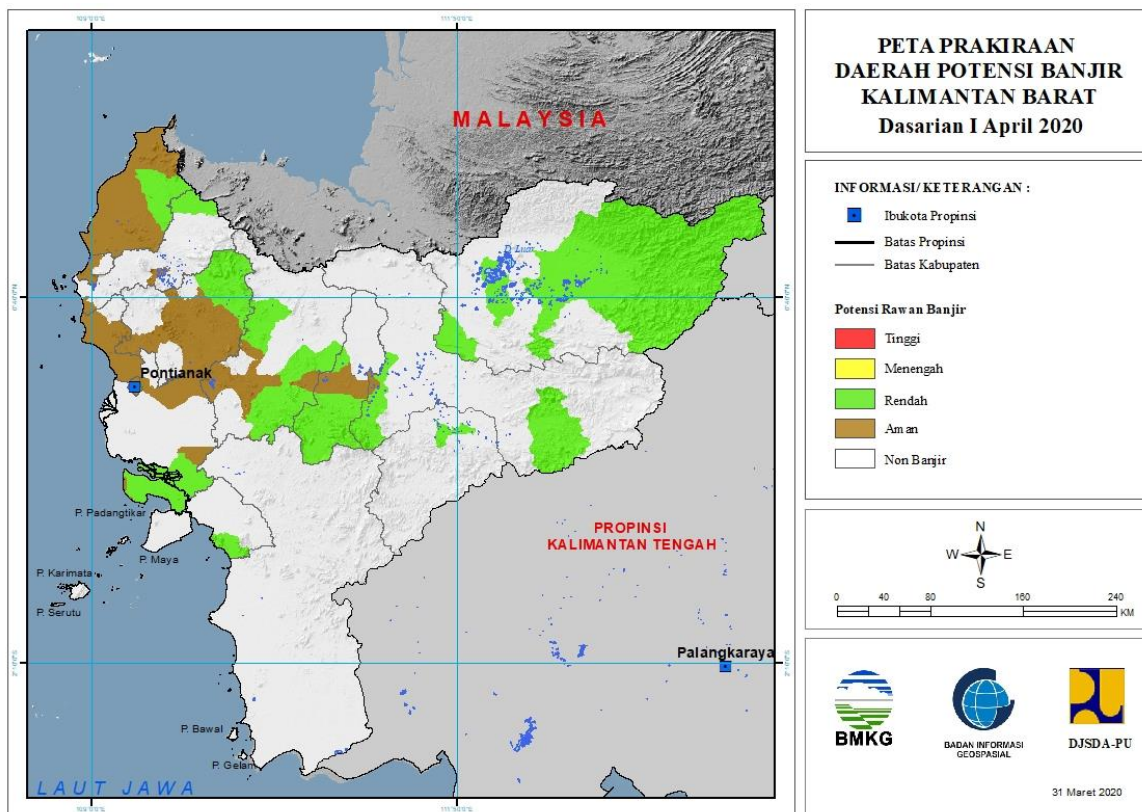 MALAYSIA
D. Luar
Pontianak
P. Padangtikar
P. Maya
P. Karimata
P. Serutu
PROPINSI
KALIMANTAN TENGAH
Palangkaraya
P. Bawal
P. Gelam
LAUT JAWA
PETA PRAKIRAAN
DAERAH POTENSI BANJIR
KALIMANTAN BARAT
Dasarian I April 2020
INFORMASI/ KETERANGAN :
Ibukota Propinsi
Batas Propinsi
Batas Kabupaten
Potensi Rawan Banjir
Tinggi
Menengah
Rendah
Aman
Non Banjir
N
W E
S
0 40 80 160 240
KM
BMKG
BADAN INFORMASI
GEOSPASIAL
DJSDA-PU
31 Maret 2020